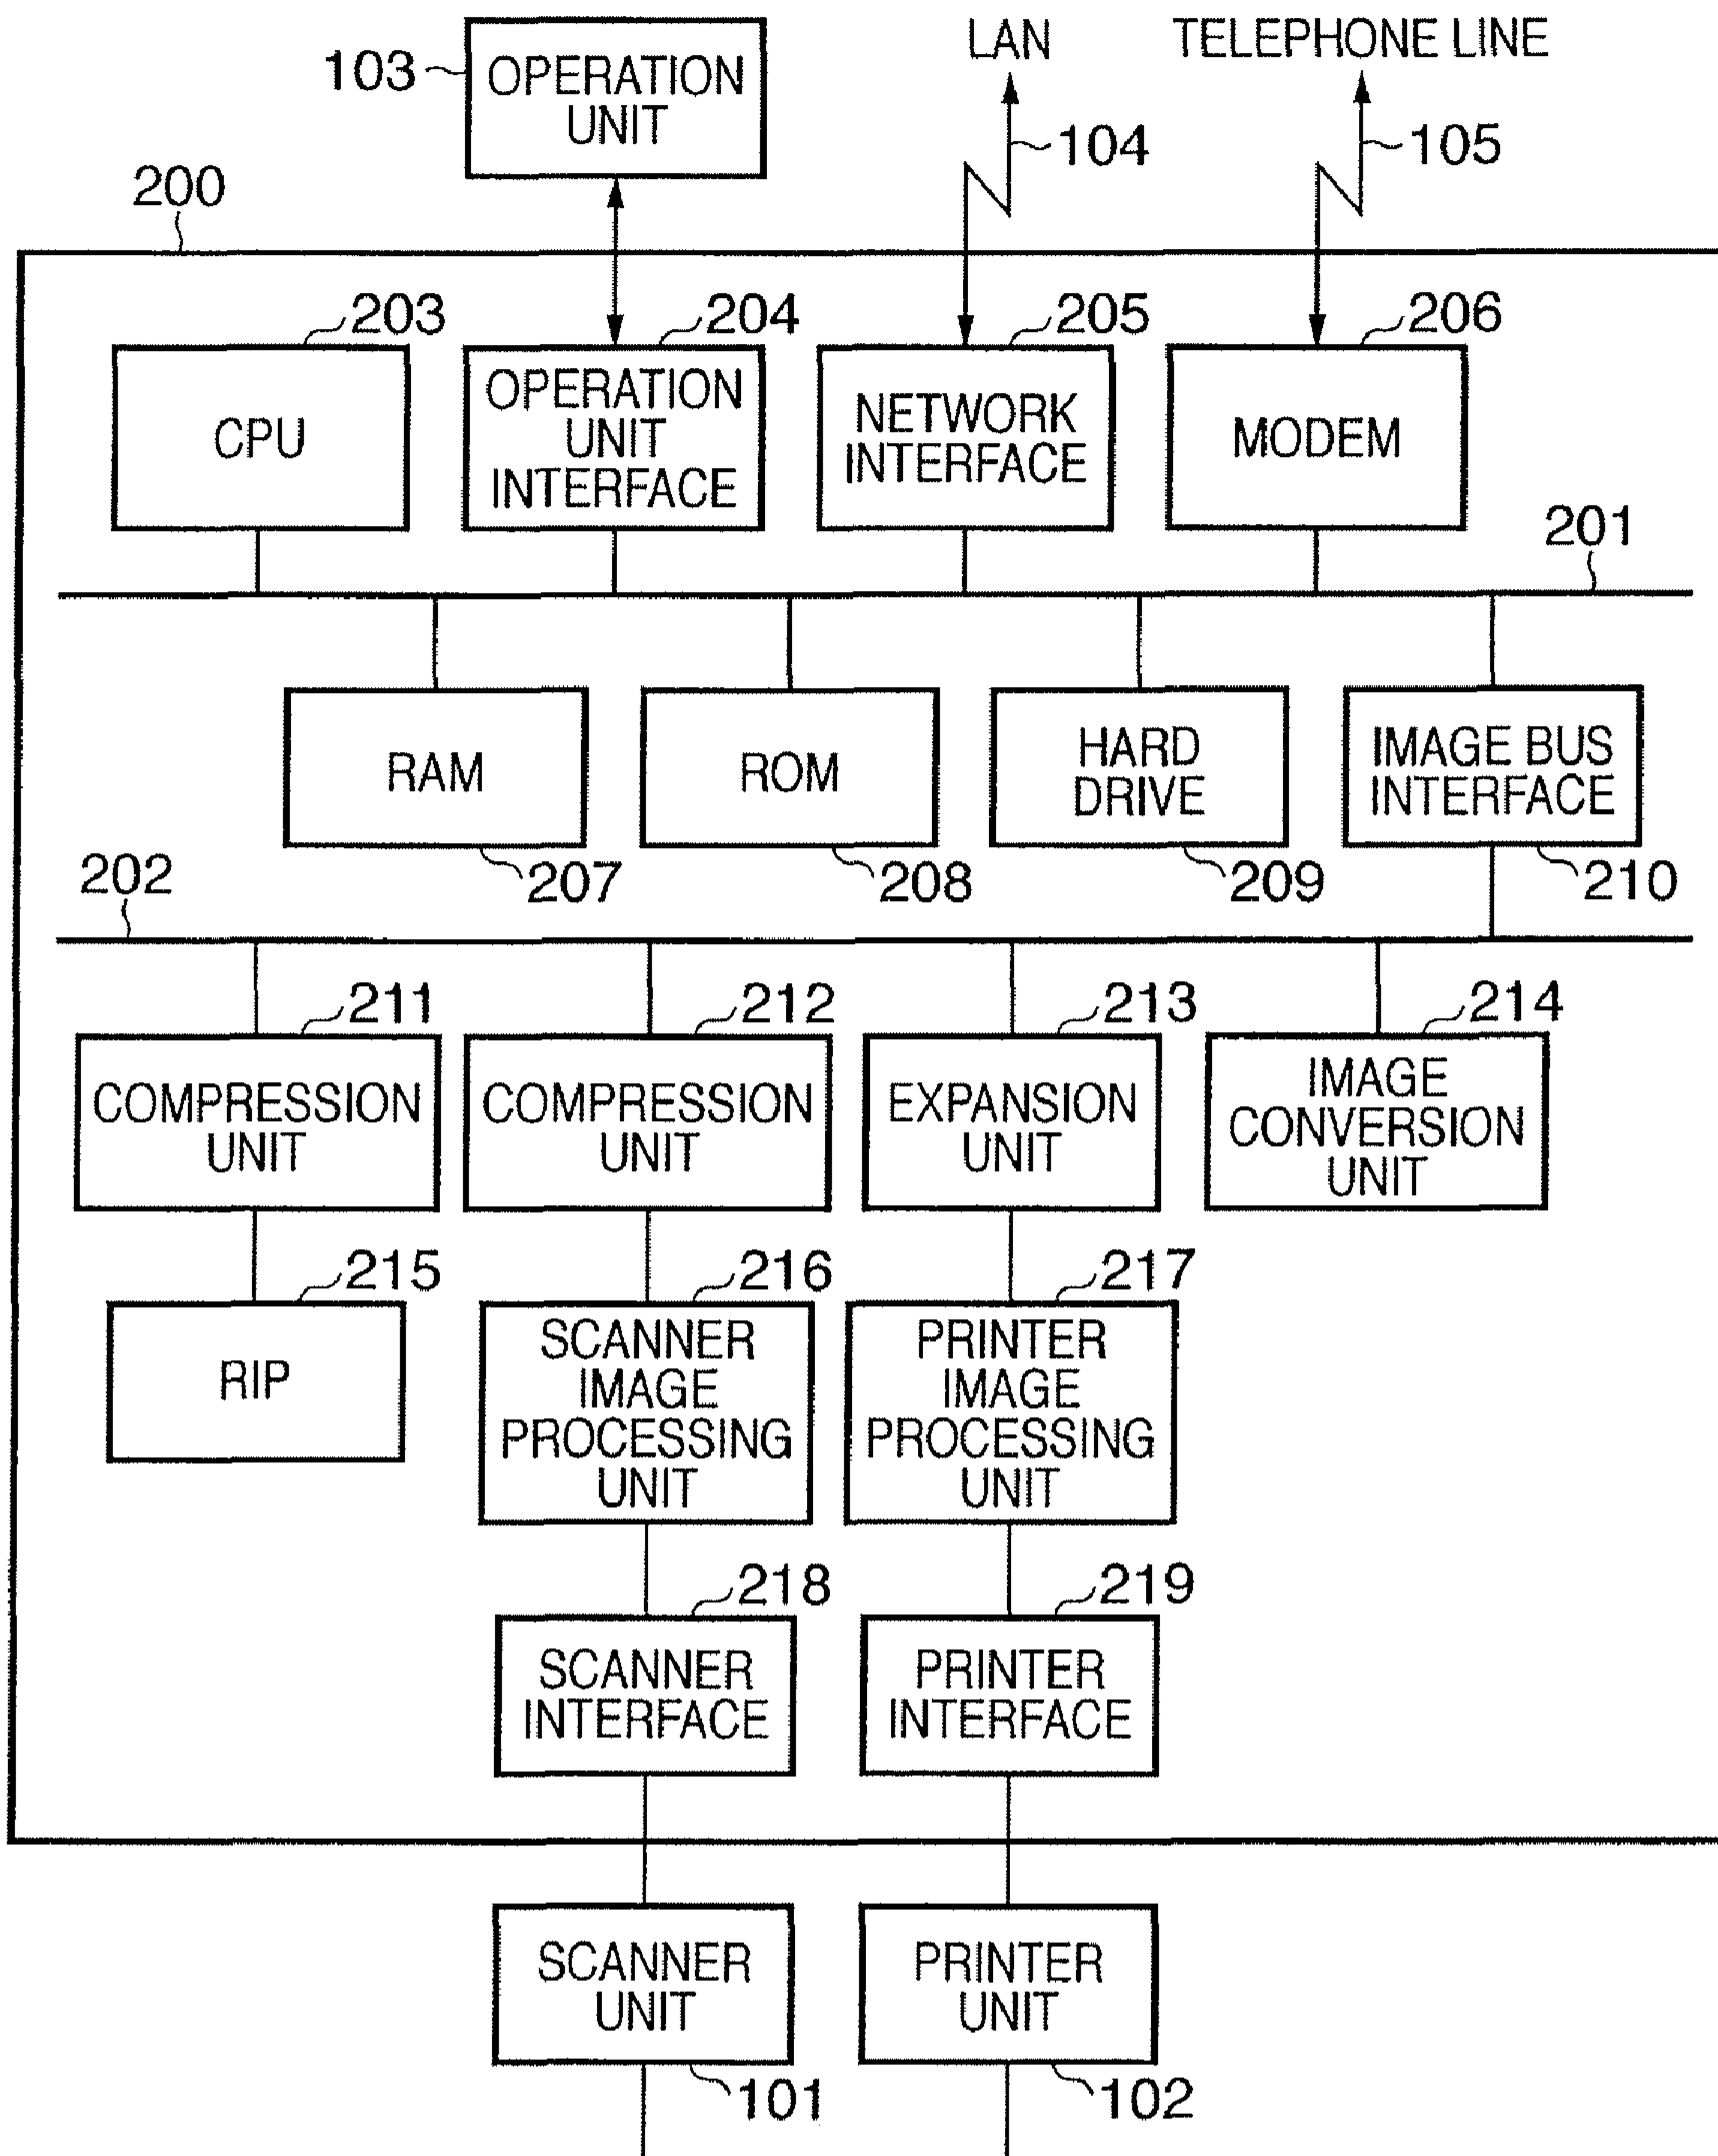 LAN
TELEPHONE LINE
103
OPERATION
UNIT
104
105
200
203
204
205
206
CPU
OPERATION
UNIT
INTERFACE
NETWORK
INTERFACE
MODEM
201
RAM
ROM
HARD
DRIVE
IMAGE BUS
INTERFACE
207
208
209
210
202
211
212
213
214
COMPRESSION
UNIT
COMPRESSION
UNIT
EXPANSION
UNIT
IMAGE
CONVERSION
UNIT
215
216
217
RIP
SCANNER
IMAGE
PROCESSING
UNIT
PRINTER
IMAGE
PROCESSING
UNIT
218
219
SCANNER
INTERFACE
PRINTER
INTERFACE
SCANNER
UNIT
PRINTER
UNIT
101
102